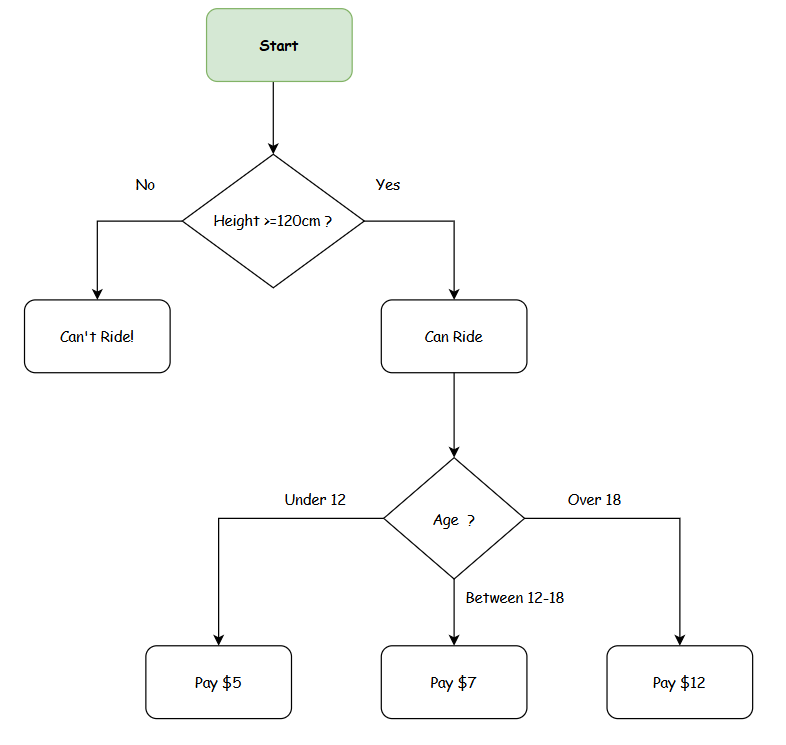 Start
No
Yes
Height >=120cm ?
Can't Ride!
Can Ride
Under 12
Over 18
Age ?
Between 12-18
Pay $5
Pay $7
Pay $12